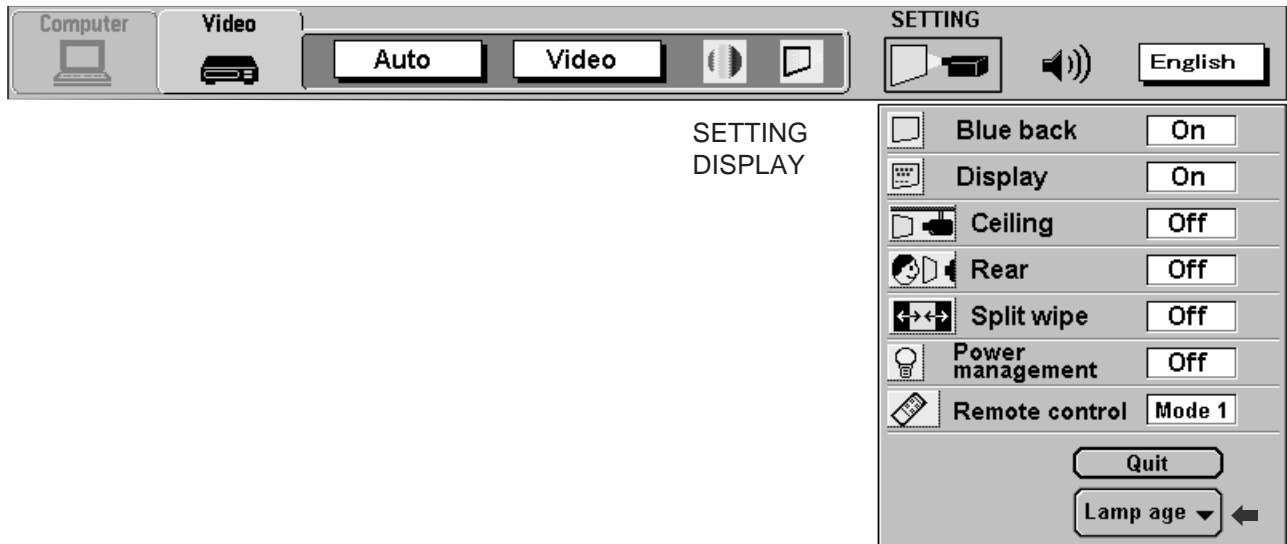 Computer
Video
Auto
Video
SETTING
English
SETTING
DISPLAY
Blue back On
Display On
Ceiling Off
Rear Off
Split wipe Off
Power
management Off
Remote control Mode 1
Quit
Lamp age